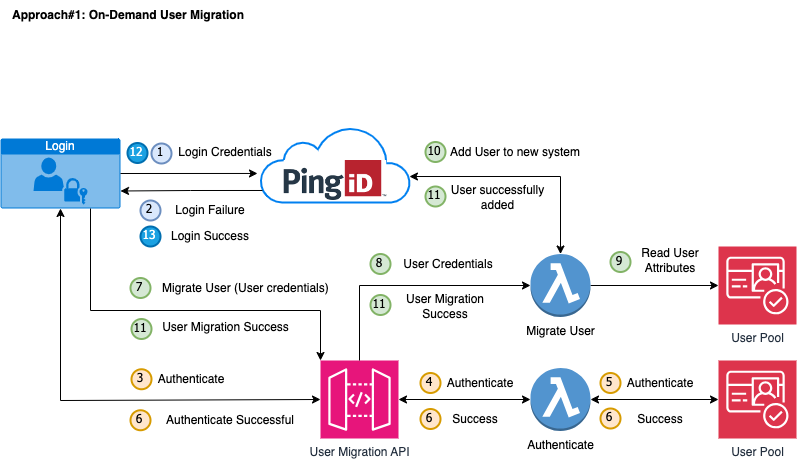 Approach#1: On-Demand User Migration
Login
12 1 Login Credentials
PingID
10 Add User to new system
11 User successfully
added
2 Login Failure
13 Login Success
8 User Credentials
9 Read User
Attributes
7 Migrate User (User credentials)
11 User Migration
Success
11 User Migration Success
Migrate User
User Pool
3 Authenticate
4 Authenticate
5 Authenticate
</>
6 Authenticate Successful
6 Success
6 Success
User Migration API
Authenticate
User Pool